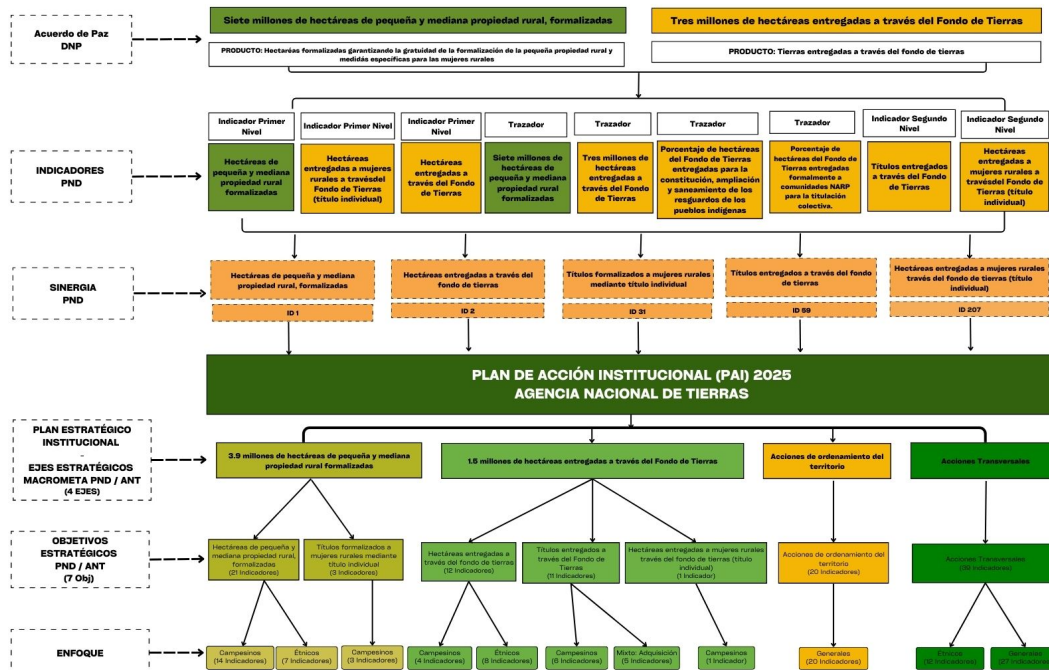 Acuerdo de Paz
DNP
Siete millones de hectáreas de pequeña y mediana propiedad rural, formalizadas
Tres millones de hectáreas entregadas a través del Fondo de Tierras
PRODUCTO: Hectaréas formalizadas garantizando la gratuidad de la formalización de la pequeña propiedad rural y
medidas específicas para las mujeres rurales
PRODUCTO: Tierras entregadas a través del fondo de tierras
Indicador Primer
Nivel
Indicador Primer Nivel
Indicador Primer
Nivel
Trazador
Trazador
Trazador
Trazador
Indicador Segundo
Nivel
Indicador Segundo
Nivel
INDICADORES
PND
Hectáreas de
pequeña y mediana
propiedad rural
formalizadas
Hectáreas
entregadas a mujeres
rurales a travésdel
Fondo de Tierras
(título individual)
Hectáreas
entregadas a través
del Fondo de
Tierras
Siete millones de
hectáreas de
pequeña y mediana
propiedad rural
formalizadas
Tres millones de
hectáreas
entregadas a través
del Fondo de
Tierras
Porcentaje de hectáreas
del Fondo de Tierras
entregadas para la
constitución, ampliación
y saneamiento de los
resguardos de los
pueblos indígenas
Porcentaje de
hectáreas del Fondo de
Tierras entregadas
formalmente a
comunidades NARP
para la titulación
colectiva.
Títulos
entregados
a través del
Fondo de
Tierras
Hectáreas
entregadas a
mujeres rurales a
travésdel Fondo de
Tierras (título
individual)
SINERGIA
PND
Hectáreas de pequeña y mediana
propiedad rural, formalizadas
Hectáreas entregadas a través del
fondo de tierras
Títulos formalizados a mujeres rurales
mediante título individual
Títulos entregados a través del fondo
de tierras
Hectáreas entregadas a mujeres rurales
través del fondo de tierras (título
individual)
ID 1
ID 2
ID 31
ID 59
ID 207
PLAN DE ACCIÓN INSTITUCIONAL (PAI) 2025
AGENCIA NACIONAL DE TIERRAS
PLAN ESTRATÉGICO
INSTITUCIONAL
-
EJES ESTRATÉGICOS
MACROMETA PND / ANT
(4 EJES)
3.9 millones de hectáreas de pequeña y mediana
propiedad rural formalizadas
1.5 millones de hectáreas entregadas a través del Fondo de Tierras
Acciones de ordenamiento del
territorio
Acciones Transversales
OBJETIVOS
ESTRATÉGICOS
PND / ANT
(7 Obj)
Hectáreas de pequeña y
mediana propiedad rural,
formalizadas
(21 Indicadores)
Títulos formalizados a
mujeres rurales mediante
título individual
(3 Indicadores)
Hectáreas entregadas a
través del fondo de tierras
(12 Indicadores)
Títulos entregados a
través del Fondo de
Tierras
(11 Indicadores)
Hectáreas entregadas a mujeres rurales
través del fondo de tierras (título
individual)
(1 Indicador)
Acciones de ordenamiento del
territorio
(20 Indicadores)
Acciones Transversales
ENFOQUE
Campesinos
(14 Indicadores)
Étnicos
(7 Indicadores)
Campesinos
(3 Indicadores)
Campesinos
(4 Indicadores)
Étnicos
(8 Indicadores)
Campesinos
(6 Indicadores)
Mixto: Adquisición
(5 Indicadores)
Campesinos
(1 Indicador)
Generales
(20 Indicadores)
Étnicos
(12 Indicadores)
Generales
(27 Indicadores)